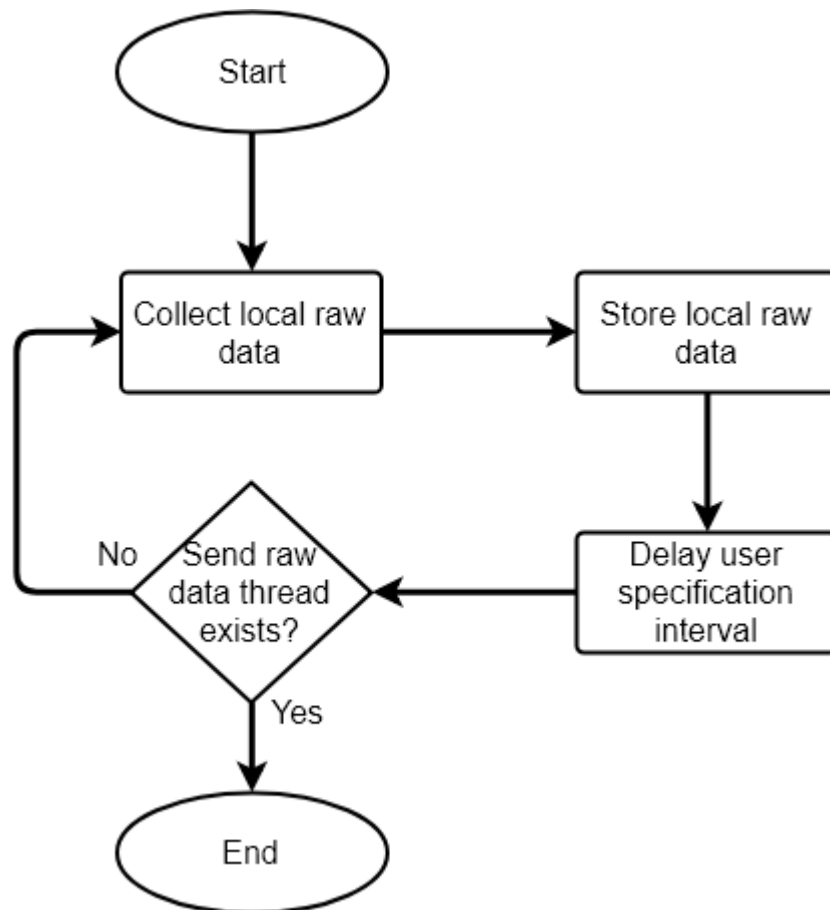 Start
Collect local raw
data
Store local raw
data
Delay user
specification
interval
Send raw
data thread
exists?
No
Yes
End